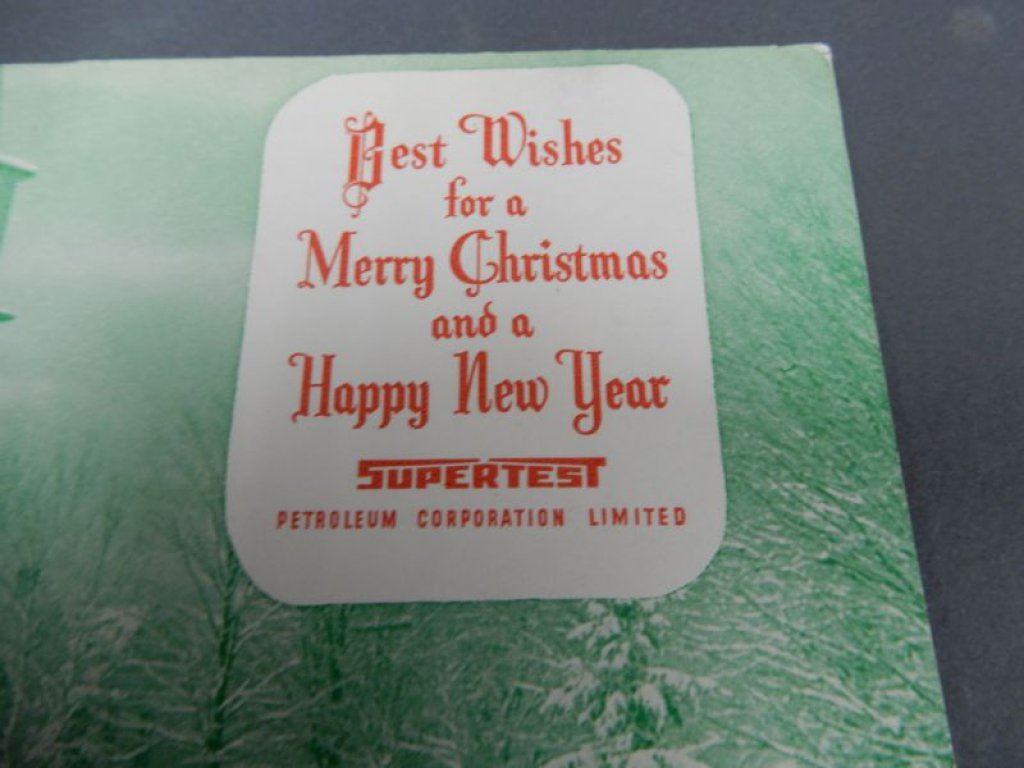 Best Wishes
for a
Merry Christmas
and a
Happy New Year
SUPERTEST
PETROLEUM CORPORATION LIMITED